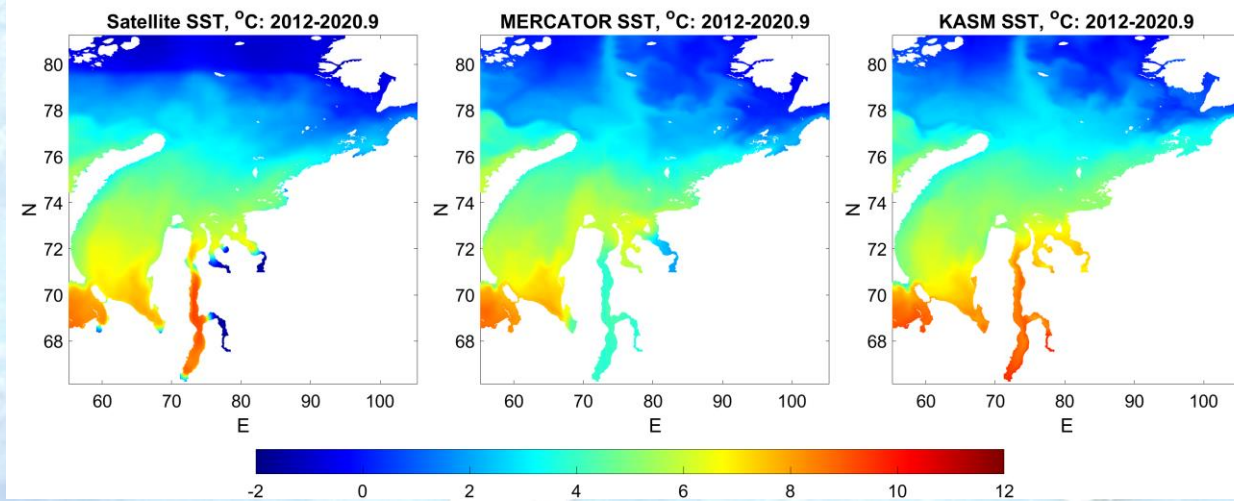 Satellite SST, °C: 2012-2020.9
MERCATOR SST, °C: 2012-2020.9
KASM SST, °C: 2012-2020.9
80
78
76
74
72
70
68
N
60 70 80 90 100
E
80
78
76
74
72
70
68
N
60 70 80 90 100
E
80
78
76
74
72
70
68
N
60 70 80 90 100
E
-2 0 2 4 6 8 10 12